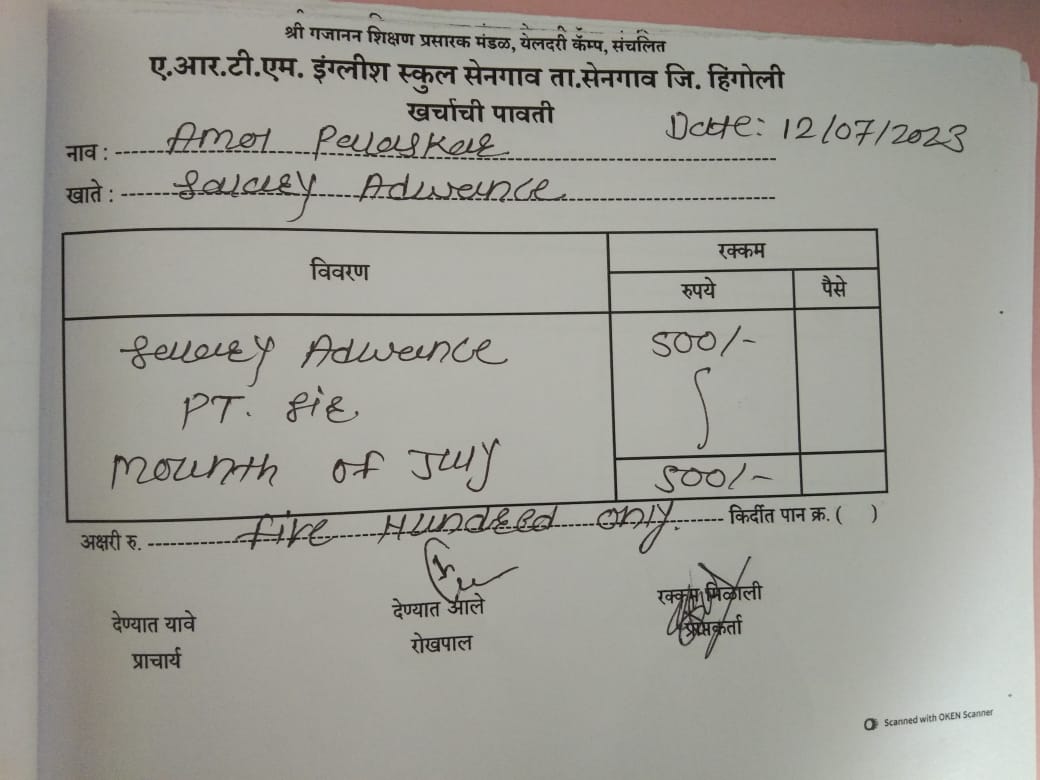 श्री गजानन शिक्षण प्रसारक मंडळ, येलदरी कॅम्प, संचलित
ए.आर.टी.एम. इंग्लीश स्कुल सेनगाव ता.सेनगाव जि. हिंगोली
खर्चाची पावती
Date: 12/07/2023
नाव : Amol Palaskar
खाते : Salary Advance
विवरण रक्कम
रुपये पैसे
Salary Advance 500/-
PT. Sir
Mounth of July
500/-
अक्षरी रु. Five Hundred Only. किर्दीत पान क्र. ( )
देण्यात यावे देण्यात आले रक्कम मिळाली
प्राचार्य रोखपाल प्राप्तकर्ता
Scanned with OKEN Scanner